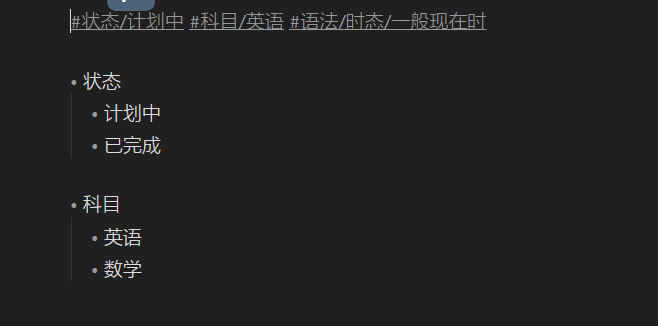 #状态/计划中 #科目/英语 #语法/时态/一般现在时
• 状态
• 计划中
• 已完成
• 科目
• 英语
• 数学